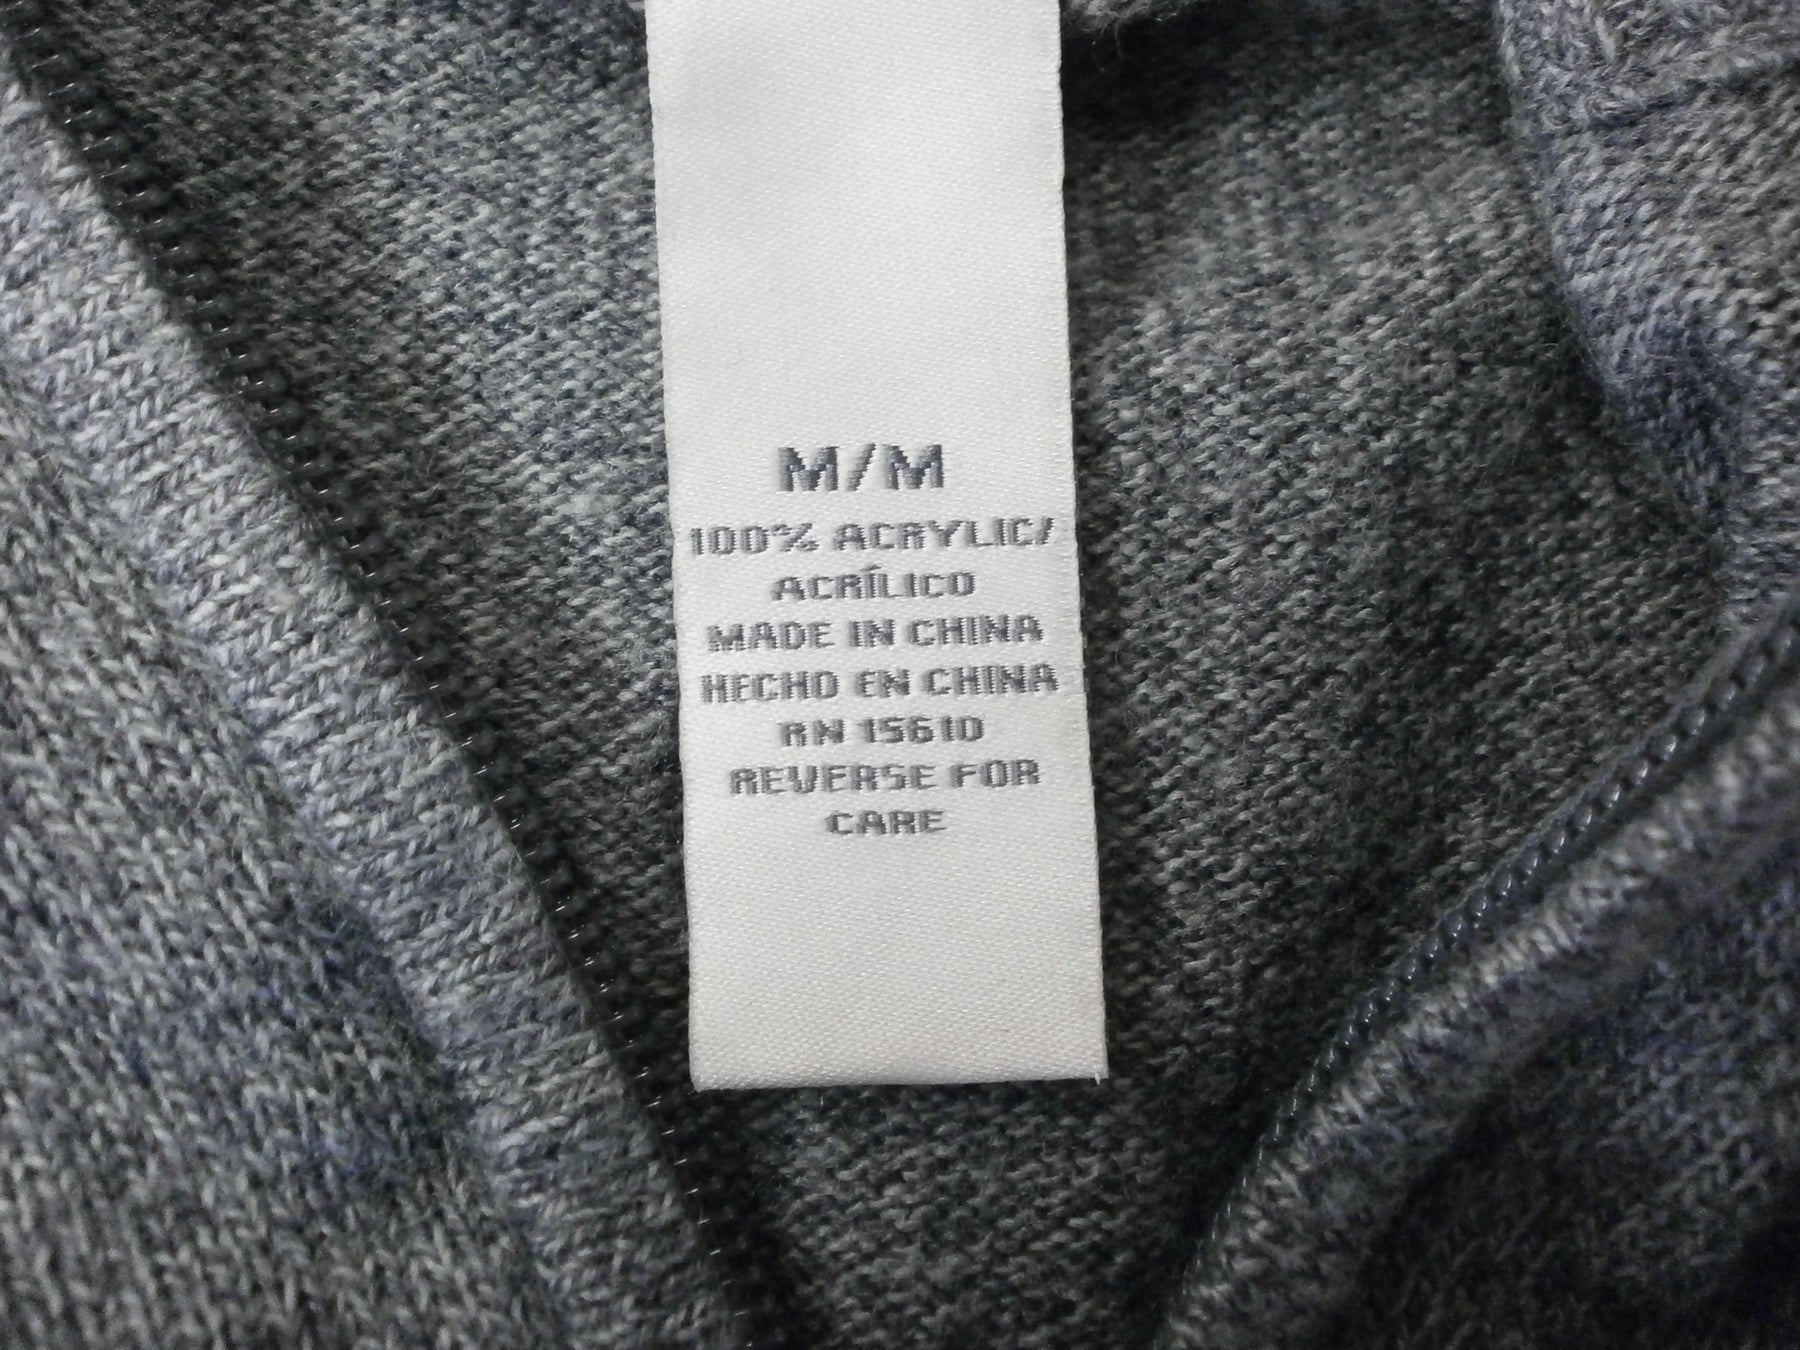 M/M
100% ACRYLIC/
ACRÍLICO
MADE IN CHINA
HECHO EN CHINA
RN 15610
REVERSE FOR
CARE